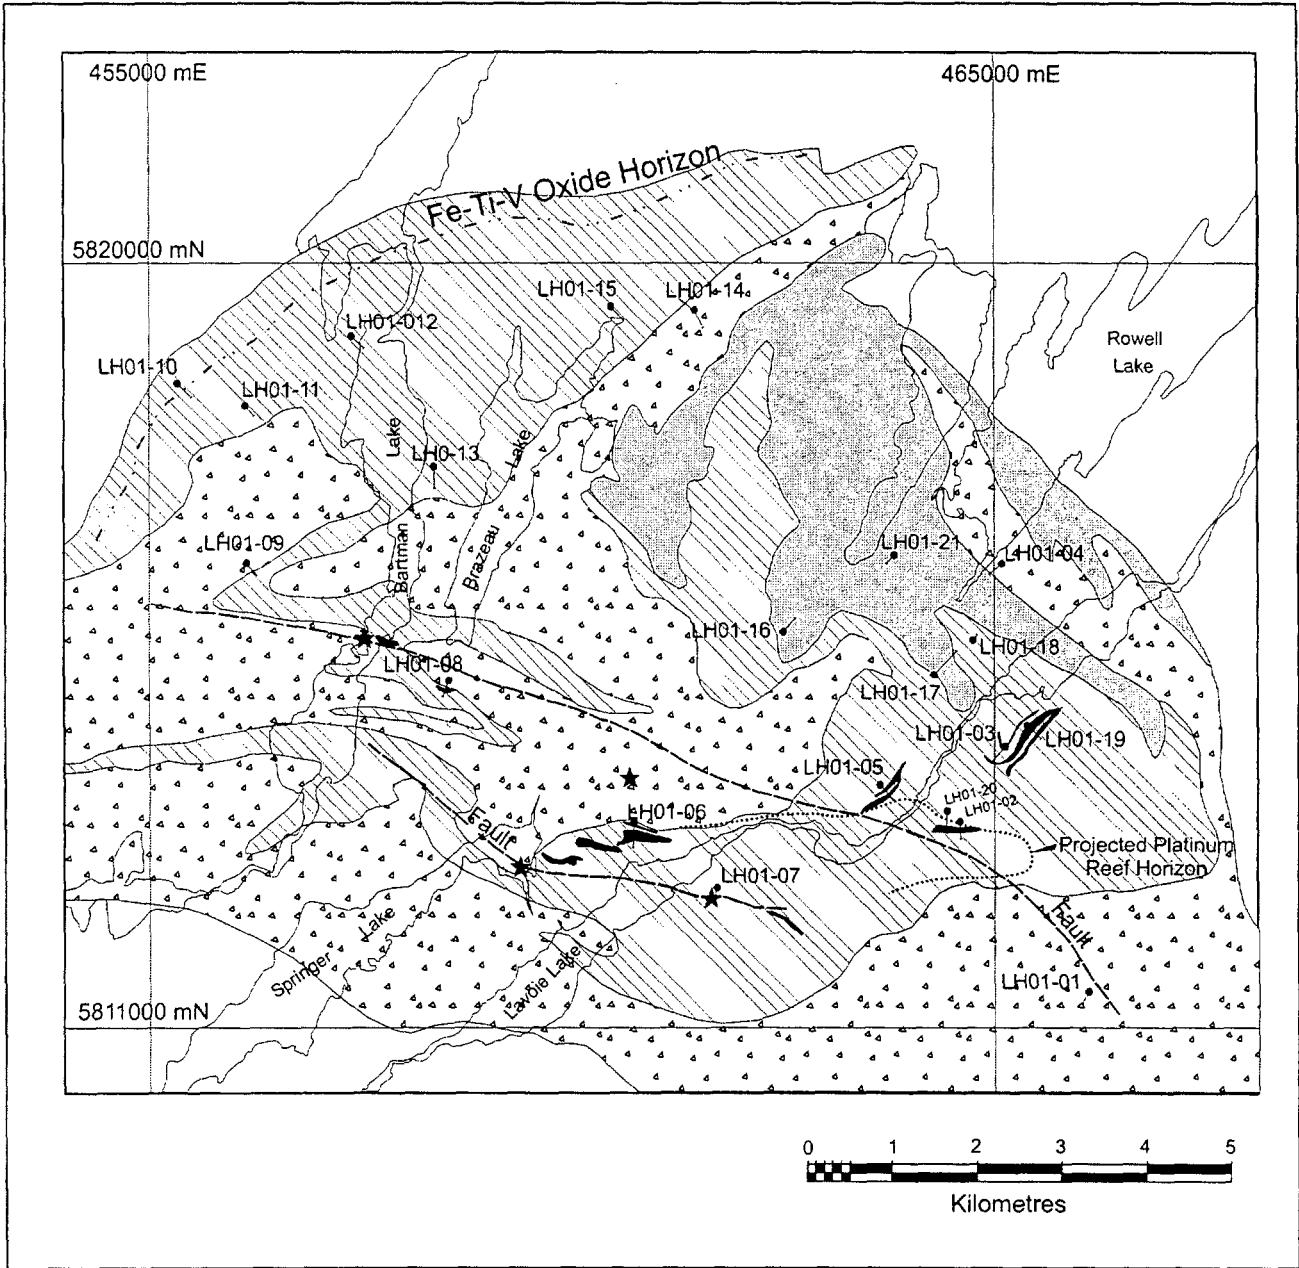 455000 mE
465000 mE
Fe-Ti-V Oxide Horizon
5820000 mN
LH01-15
LH01-14
LH01-012
Rowell
Lake
LH01-10
LH01-11
Lake
LH0-13
Lake
LH01-09
Bartman
Brazeau
LH01-21
LH01-04
LH01-16
LH01-18
LH01-08
LH01-17
LH01-03
LH01-19
LH01-05
LH01-20
LH01-02
LH01-06
Fault
Projected Platinum
Reef Horizon
LH01-07
Lake
Springer
Lavoie Lake
Fault
LH01-01
5811000 mN
0 1 2 3 4 5
Kilometres